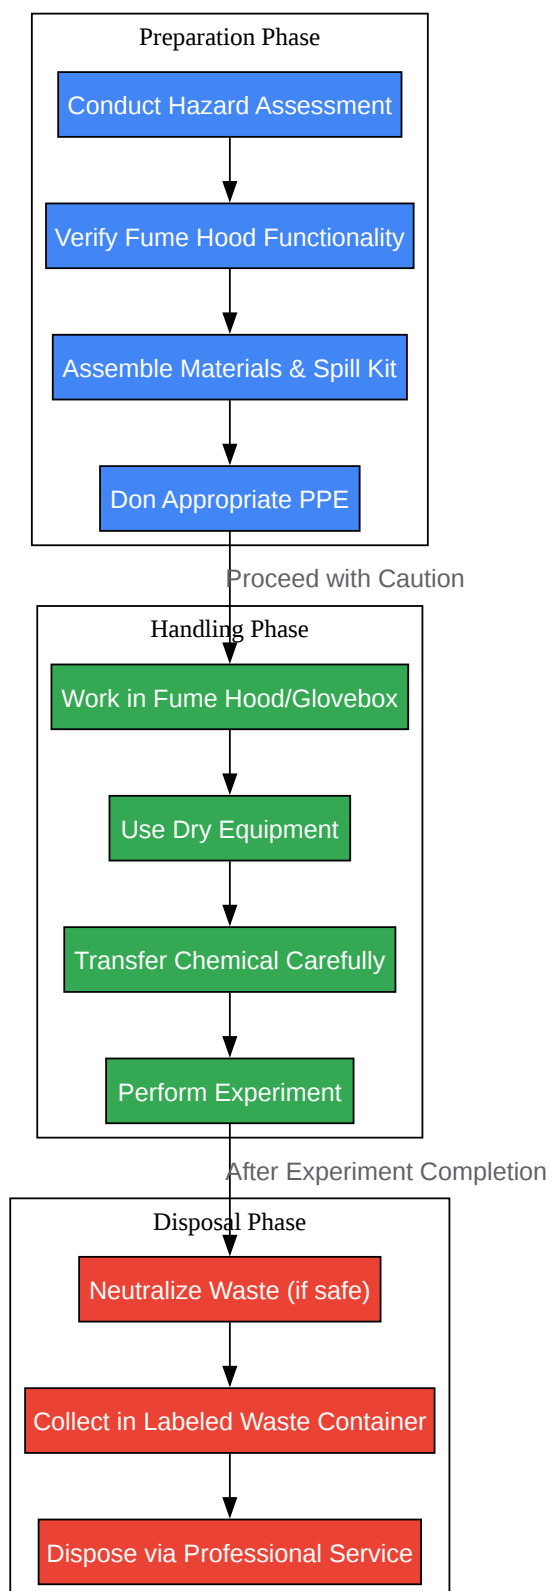 Preparation Phase
Conduct Hazard Assessment
Verify Fume Hood Functionality
Assemble Materials & Spill Kit
Don Appropriate PPE
Proceed with Caution
Handling Phase
Work in Fume Hood/Glovebox
Use Dry Equipment
Transfer Chemical Carefully
Perform Experiment
After Experiment Completion
Disposal Phase
Neutralize Waste (if safe)
Collect in Labeled Waste Container
Dispose via Professional Service